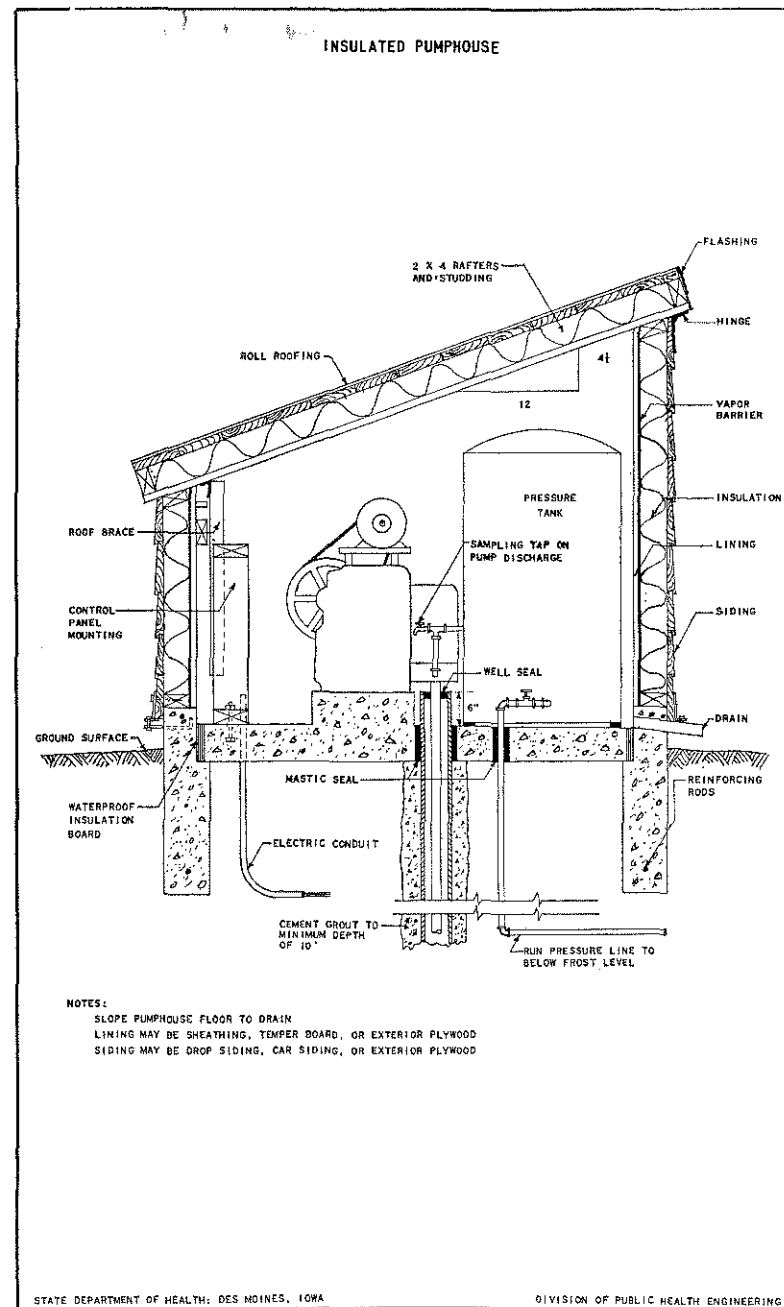 INSULATED PUMPHOUSE
FLASHING
2 X 4 RAFTERS
AND STUDDING
HINGE
ROLL ROOFING
4½
12
VAPOR
BARRIER
PRESSURE
TANK
INSULATION
ROOF BRACE
SAMPLING TAP ON
PUMP DISCHARGE
LINING
CONTROL
PANEL
MOUNTING
SIDING
WELL SEAL
6"
DRAIN
GROUND SURFACE
MASTIC SEAL
REINFORCING
RODS
WATERPROOF
INSULATION
BOARD
ELECTRIC CONDUIT
CEMENT GROUT TO
MINIMUM DEPTH
OF 10'
RUN PRESSURE LINE TO
BELOW FROST LEVEL
NOTES:
SLOPE PUMPHOUSE FLOOR TO DRAIN
LINING MAY BE SHEATHING, TEMPER BOARD, OR EXTERIOR PLYWOOD
SIDING MAY BE DROP SIDING, CAR SIDING, OR EXTERIOR PLYWOOD
STATE DEPARTMENT OF HEALTH: DES MOINES, IOWA
DIVISION OF PUBLIC HEALTH ENGINEERING